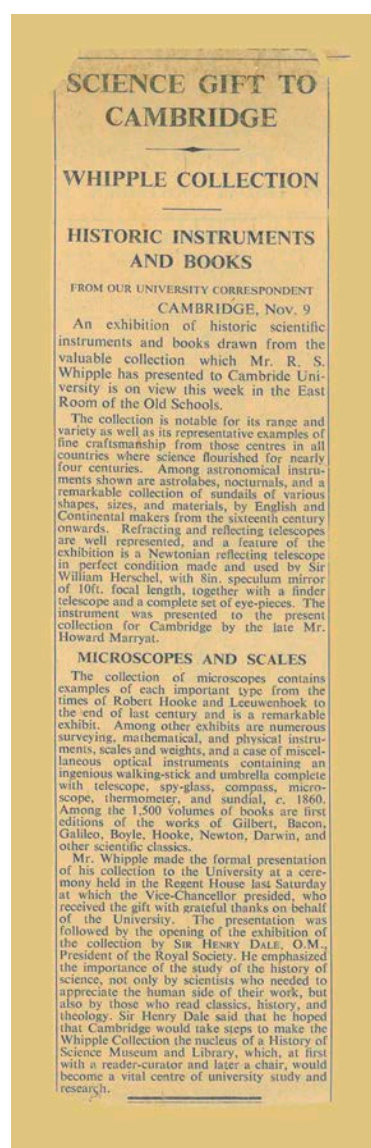 SCIENCE GIFT TO
CAMBRIDGE
WHIPPLE COLLECTION
HISTORIC INSTRUMENTS
AND BOOKS
FROM OUR UNIVERSITY CORRESPONDENT
CAMBRIDGE, Nov. 9
An exhibition of historic scientific
instruments and books drawn from the
valuable collection which Mr. R. S.
Whipple has presented to Cambride Uni-
versity is on view this week in the East
Room of the Old Schools.
The collection is notable for its range and
variety as well as its representative examples of
fine craftsmanship from those centres in all
countries where science flourished for nearly
four centuries. Among astronomical instru-
ments shown are astrolabes, nocturnals, and a
remarkable collection of sundails of various
shapes, sizes, and materials, by English and
Continental makers from the sixteenth century
onwards. Refracting and reflecting telescopes
are well represented, and a feature of the
exhibition is a Newtonian reflecting telescope
in perfect condition made and used by Sir
William Herschel, with 8in. speculum mirror
of 10ft. focal length, together with a finder
telescope and a complete set of eye-pieces. The
instrument was presented to the present
collection for Cambridge by the late Mr.
Howard Marryat.
MICROSCOPES AND SCALES
The collection of microscopes contains
examples of each important type from the
times of Robert Hooke and Leeuwenhoek to
the end of last century and is a remarkable
exhibit. Among other exhibits are numerous
surveying, mathematical, and physical instru-
ments, scales and weights, and a case of miscel-
laneous optical instruments containing an
ingenious walking-stick and umbrella complete
with telescope, spy-glass, compass, micro-
scope, thermometer, and sundial, c. 1860.
Among the 1,500 volumes of books are first
editions of the works of Gilbert, Bacon,
Galileo, Boyle, Hooke, Newton, Darwin, and
other scientific classics.
Mr. Whipple made the formal presentation
of his collection to the University at a cere-
mony held in the Regent House last Saturday
at which the Vice-Chancellor presided, who
received the gift with grateful thanks on behalf
of the University. The presentation was
followed by the opening of the exhibition of
the collection by SIR HENRY DALE, O.M.,
President of the Royal Society. He emphasized
the importance of the study of the history of
science, not only by scientists who needed to
appreciate the human side of their work, but
also by those who read classics, history, and
theology. Sir Henry Dale said that he hoped
that Cambridge would take steps to make the
Whipple Collection the nucleus of a History of
Science Museum and Library, which, at first
with a reader-curator and later a chair, would
become a vital centre of university study and
research.